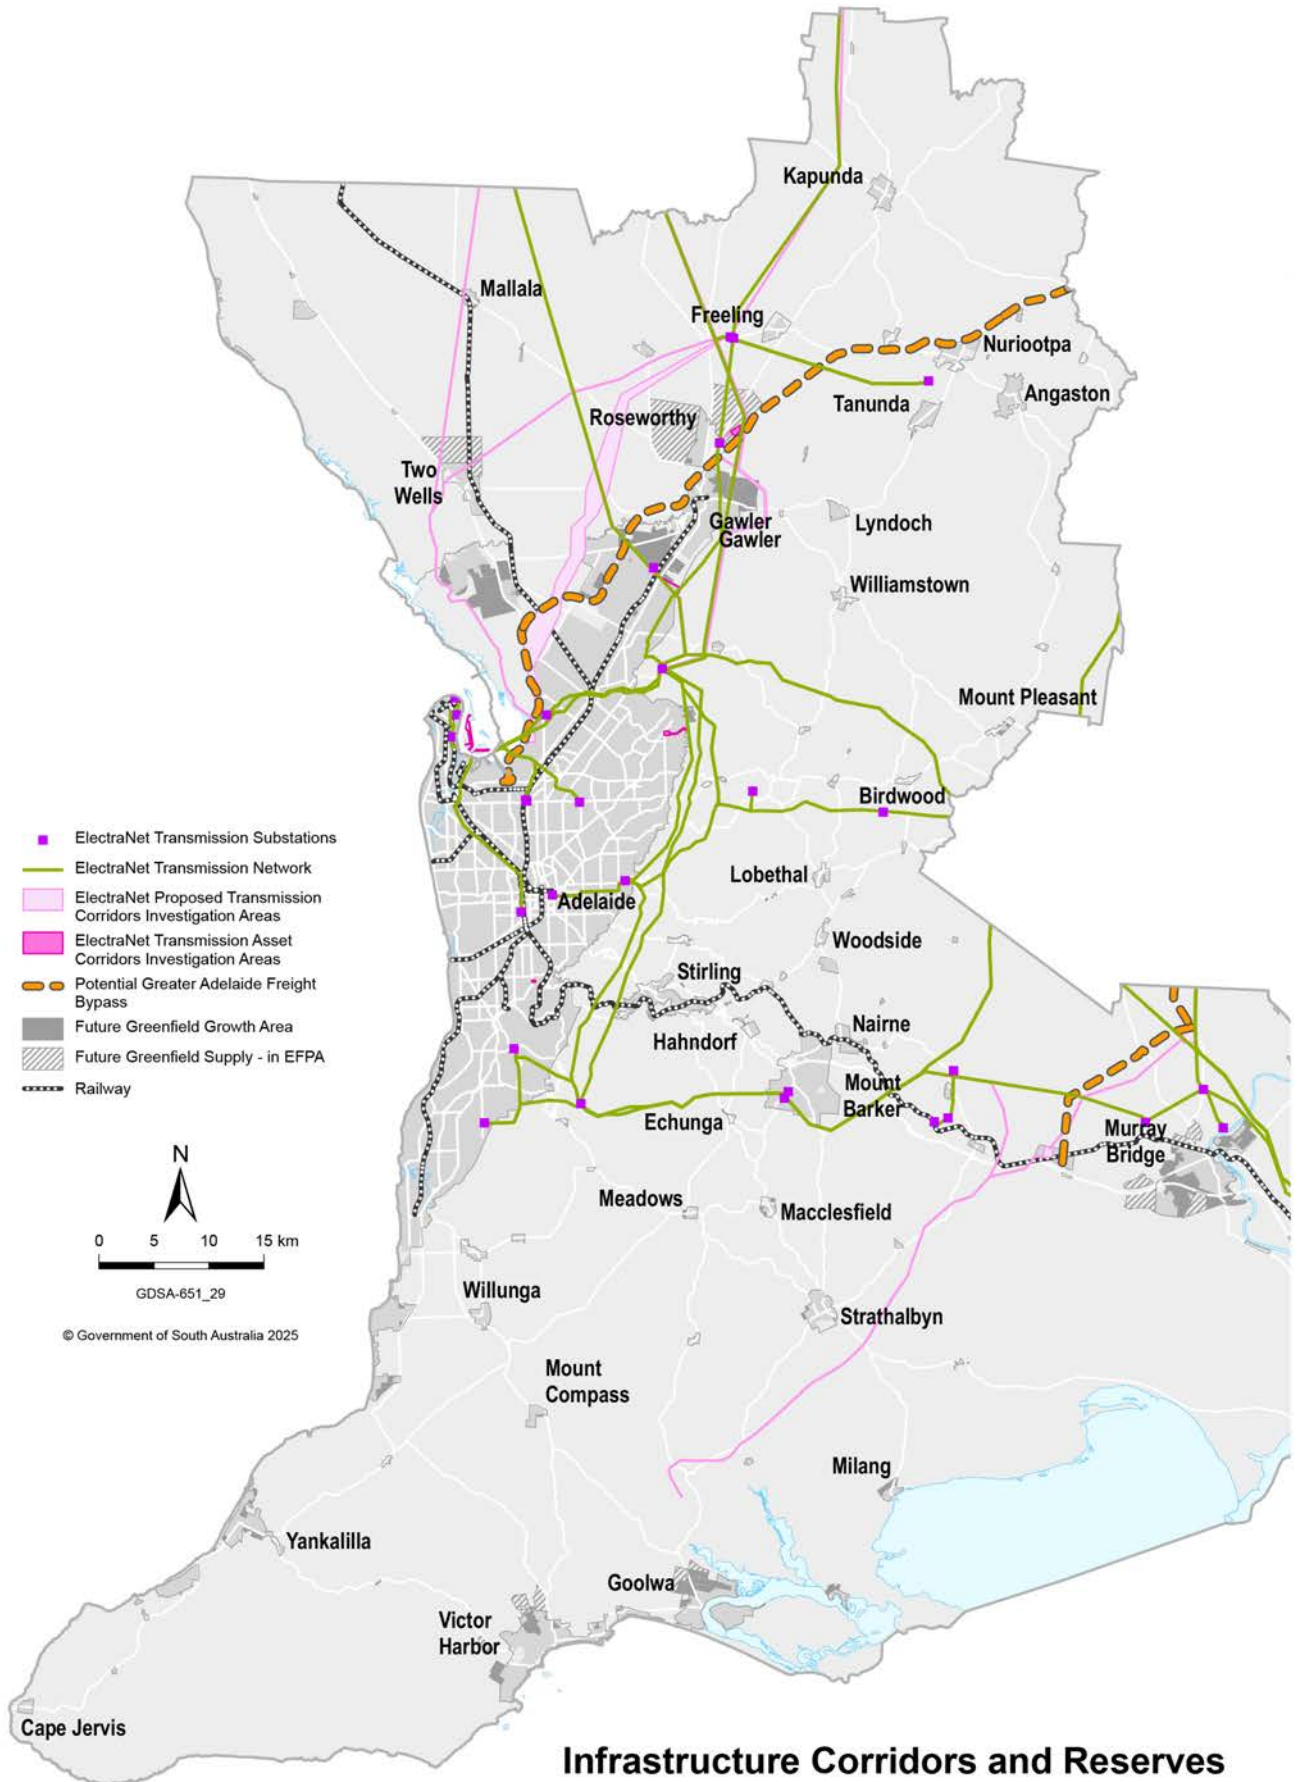 Kapunda
Mallala
Freeling
Nuriootpa
Angaston
Tanunda
Roseworthy
Two
Wells
Gawler
Gawler
Lyndoch
Williamstown
Mount Pleasant
Birdwood
ElectraNet Transmission Substations
ElectraNet Transmission Network
ElectraNet Proposed Transmission
Corridors Investigation Areas
ElectraNet Transmission Asset
Corridors Investigation Areas
Potential Greater Adelaide Freight
Bypass
Future Greenfield Growth Area
Future Greenfield Supply - in EFPA
Railway
Lobethal
Adelaide
Woodside
Stirling
Hahndorf
Nairne
Mount
Barker
Echunga
Murray
Bridge
Meadows
Macclesfield
N
0 5 10 15 km
GDSA-651_29
© Government of South Australia 2025
Willunga
Strathalbyn
Mount
Compass
Milang
Yankalilla
Goolwa
Victor
Harbor
Cape Jervis
Infrastructure Corridors and Reserves